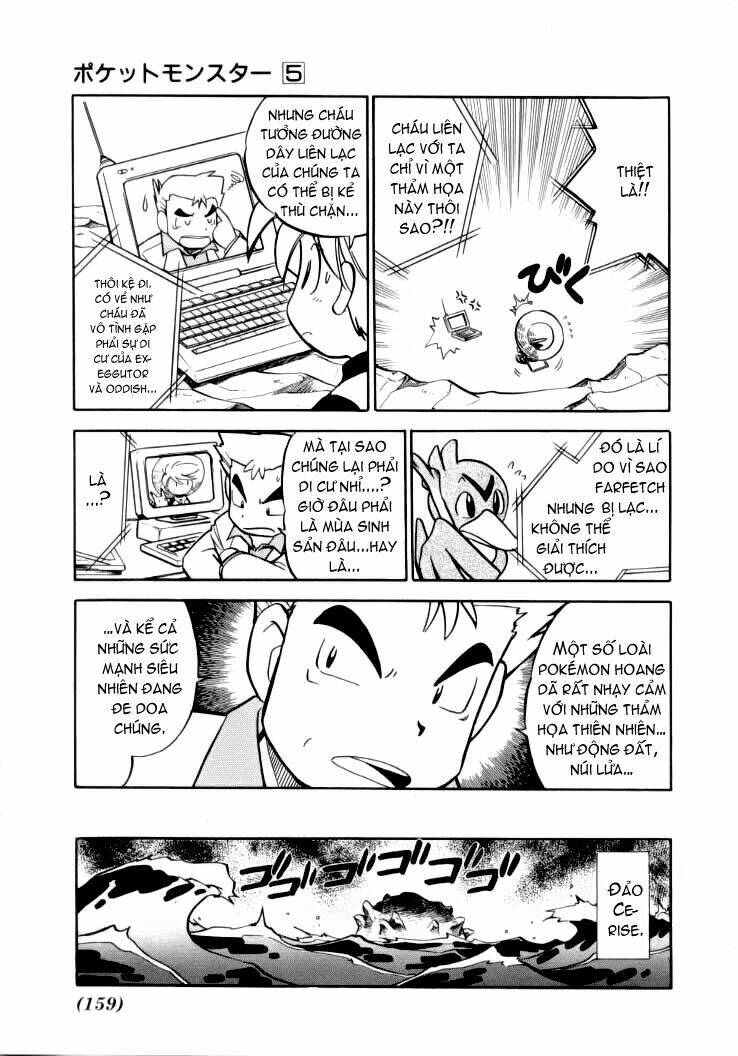 ポケットモンスター 5
THIỆT
LÀ!!
CHÁU LIÊN
LẠC VỚI TA
CHỈ VÌ MỘT
THẢM HỌA
NÀY THÔI
SAO?!!
びくっ
NHƯNG CHÁU
TƯỞNG ĐƯỜNG
DÂY LIÊN LẠC
CỦA CHÚNG TA
CÓ THỂ BỊ KẺ
THÙ CHẶN...
THÔI KỆ ĐI.
CÓ VẺ NHƯ
CHÁU ĐÃ
VÔ TÌNH GẶP
PHẢI SỰ DI
CƯ CỦA EX-
EGGUTOR
VÀ ODDISH...
ĐÓ LÀ LÍ
DO VÌ SAO
FARFETCH
NHƯNG BỊ LẠC...
KHÔNG THỂ
GIẢI THÍCH
ĐƯỢC...
MÀ TẠI SAO
CHÚNG LẠI PHẢI
DI CƯ NHỈ....?
GIỜ ĐÂU PHẢI
LÀ MÙA SINH
SẢN ĐÂU...HAY
LÀ...
LÀ
...?
MỘT SỐ LOÀI
POKÉMON HOANG
DÃ RẤT NHẠY CẢM
VỚI NHỮNG THẢM
HỌA THIÊN NHIÊN...
NHƯ ĐỘNG ĐẤT,
NÚI LỬA...
...VÀ KỂ CẢ
NHỮNG SỨC
MẠNH SIÊU
NHIÊN ĐANG
ĐE DOA
CHÚNG.
ĐẢO
CE-
RISE.
ゴゴゴゴゴゴ
(159)